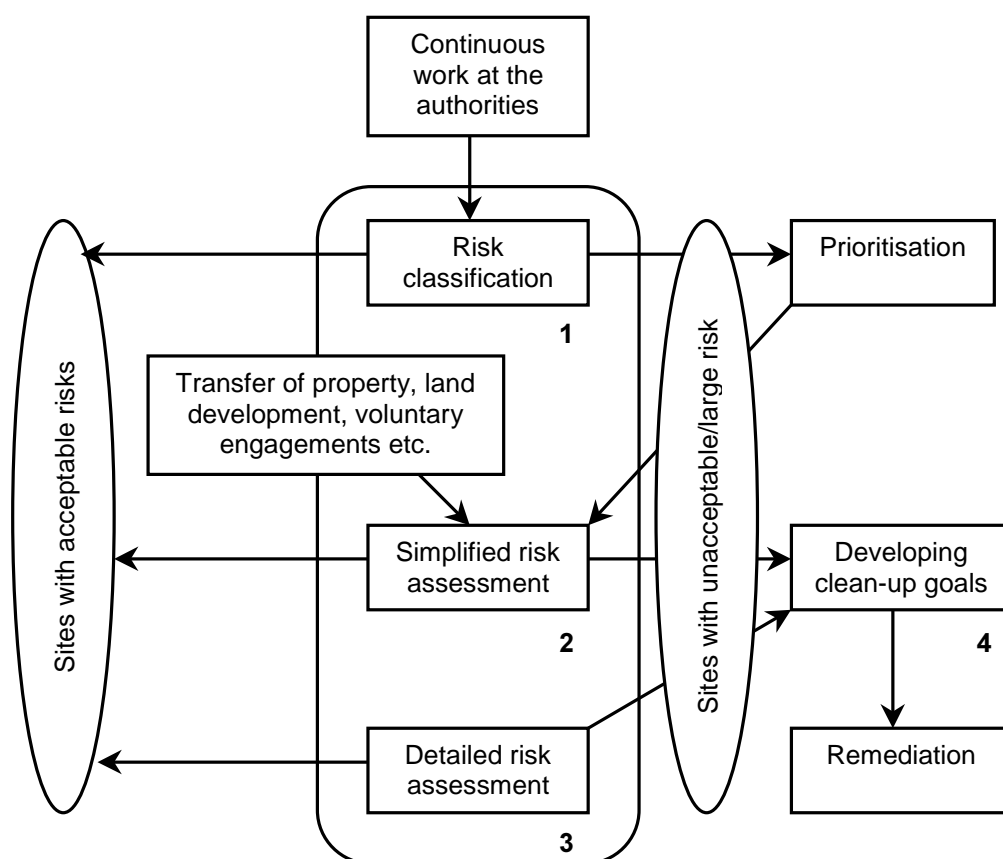 Continuous
work at the
authorities
Risk
classification
1
Prioritisation
Transfer of property, land
development, voluntary
engagements etc.
Sites with acceptable risks
Sites with unacceptable/large risk
Simplified risk
assessment
2
Developing
clean-up goals
4
Detailed risk
assessment
3
Remediation